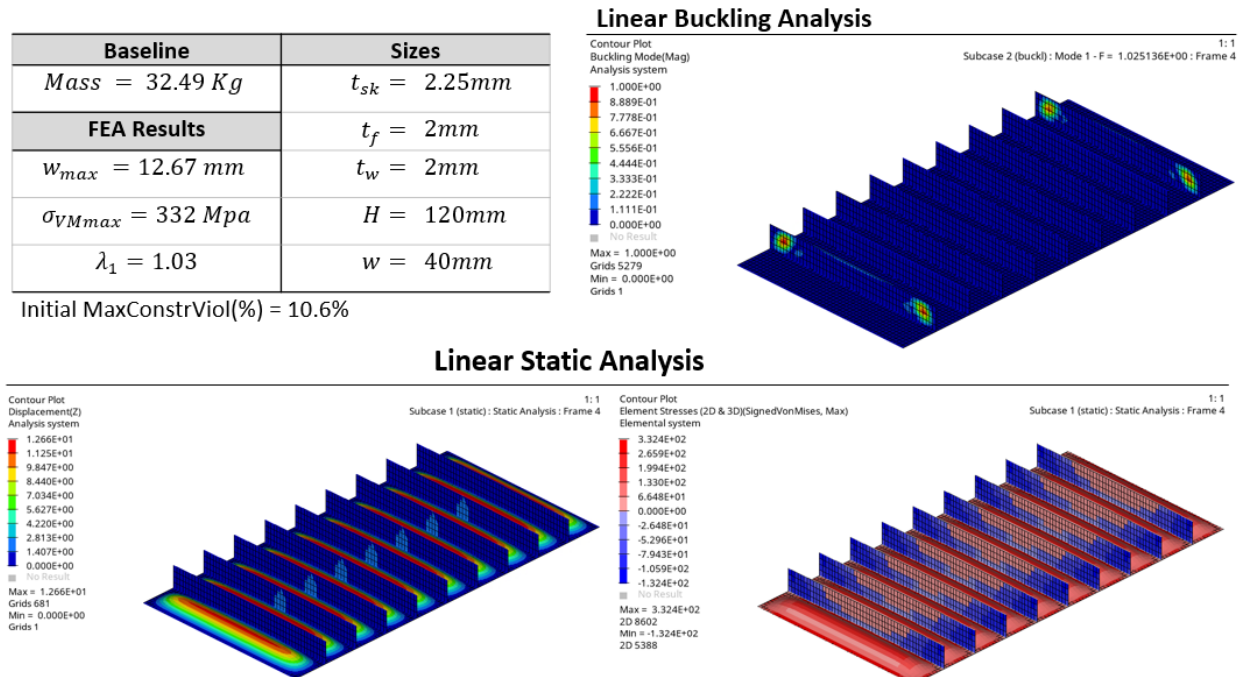 Baseline Sizes
Mass = 32.49 Kg t_sk = 2.25mm
FEA Results t_f = 2mm
w_max = 12.67 mm t_w = 2mm
σ_VMmax = 332 Mpa H = 120mm
λ_1 = 1.03 w = 40mm
Initial MaxConstrViol(%) = 10.6%
Linear Buckling Analysis
Contour Plot
Buckling Mode(Mag)
Analysis system
1.000E+00
8.889E-01
7.778E-01
6.667E-01
5.556E-01
4.444E-01
3.333E-01
2.222E-01
1.111E-01
0.000E+00
No Result
Max = 1.000E+00
Grids 5279
Min = 0.000E+00
Grids 1
1: 1
Subcase 2 (buckl) : Mode 1 - F = 1.025136E+00 : Frame 4
Linear Static Analysis
Contour Plot
Displacement(Z)
Analysis system
1.266E+01
1.125E+01
9.847E+00
8.440E+00
7.034E+00
5.627E+00
4.220E+00
2.813E+00
1.407E+00
0.000E+00
No Result
Max = 1.266E+01
Grids 681
Min = 0.000E+00
Grids 1
1: 1
Subcase 1 (static) : Static Analysis : Frame 4
Contour Plot
Element Stresses (2D & 3D)(SignedVonMises, Max)
Elemental system
3.324E+02
2.659E+02
1.994E+02
1.330E+02
6.648E+01
0.000E+00
-2.648E+01
-5.296E+01
-7.943E+01
-1.059E+02
-1.324E+02
No Result
Max = 3.324E+02
2D 8602
Min = -1.324E+02
2D 5388
1: 1
Subcase 1 (static) : Static Analysis : Frame 4